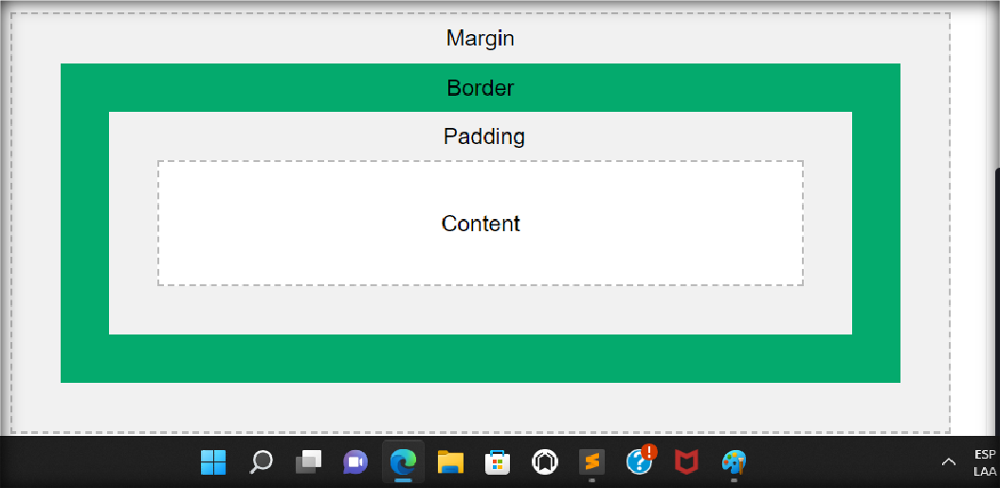 Margin
Border
Padding
Content
ESP
LAA